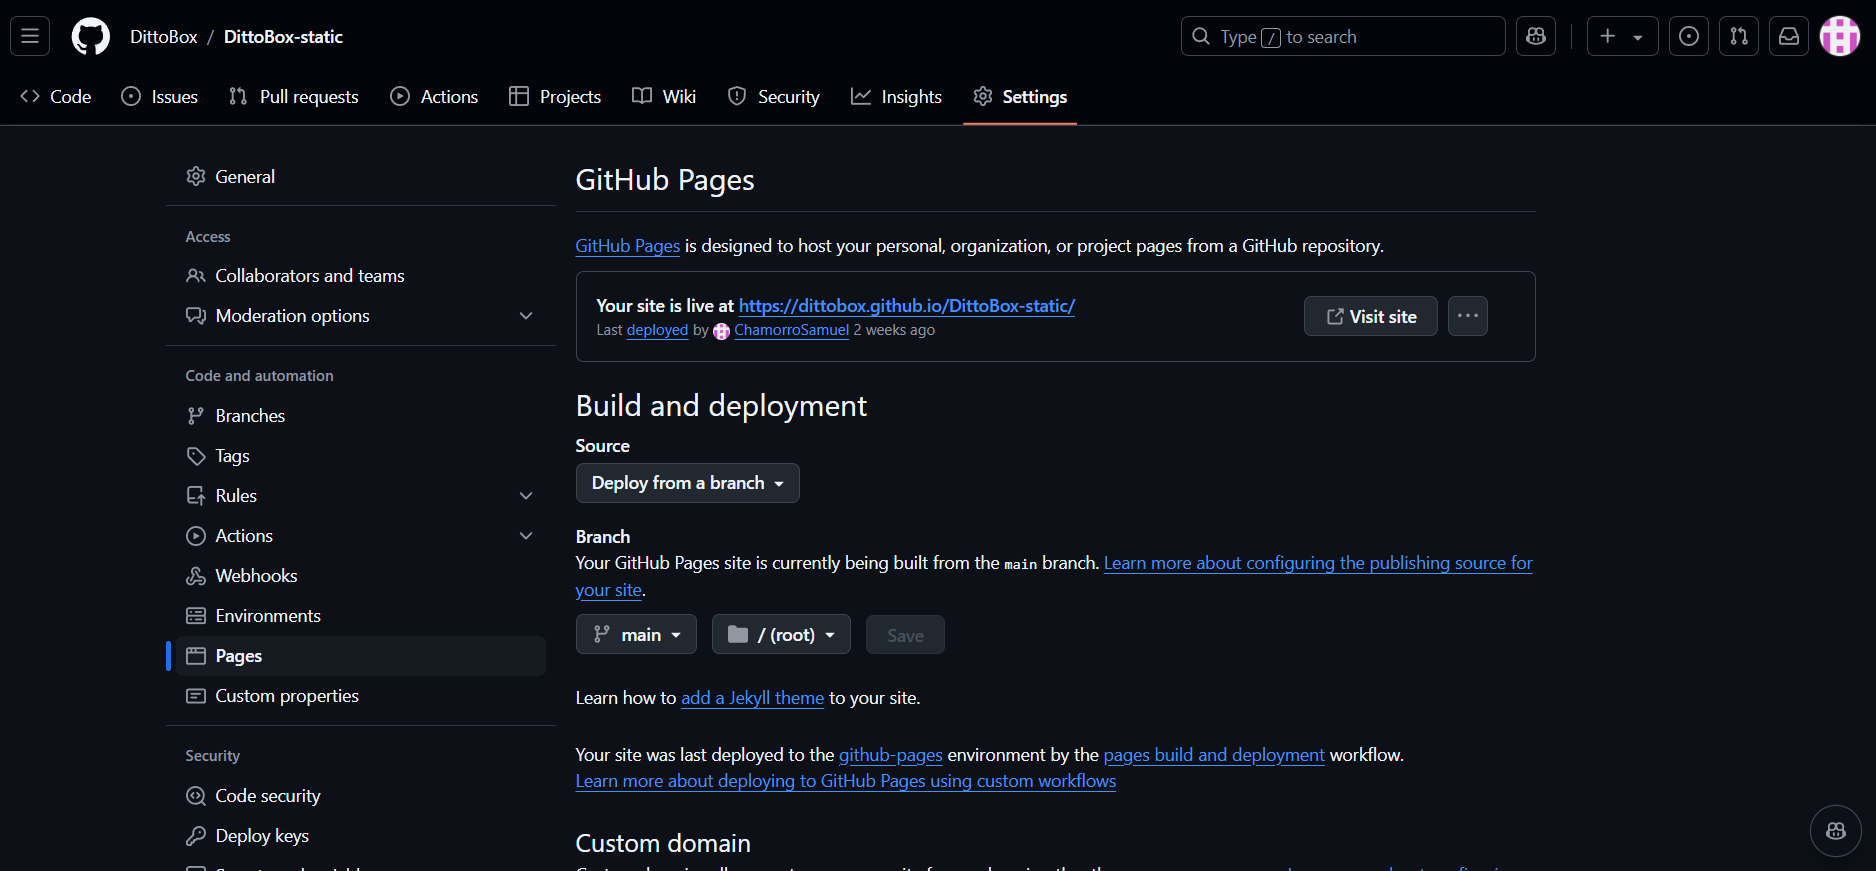 DittoBox / DittoBox-static
Type / to search
Code Issues Pull requests Actions Projects Wiki Security Insights Settings
General
Access
Collaborators and teams
Moderation options
Code and automation
Branches
Tags
Rules
Actions
Webhooks
Environments
Pages
Custom properties
Security
Code security
Deploy keys
GitHub Pages
GitHub Pages is designed to host your personal, organization, or project pages from a GitHub repository.
Your site is live at https://dittobox.github.io/DittoBox-static/
Last deployed by ChamorroSamuel 2 weeks ago
Visit site
Build and deployment
Source
Deploy from a branch
Branch
Your GitHub Pages site is currently being built from the main branch. Learn more about configuring the publishing source for
your site.
main / (root) Save
Learn how to add a Jekyll theme to your site.
Your site was last deployed to the github-pages environment by the pages build and deployment workflow.
Learn more about deploying to GitHub Pages using custom workflows
Custom domain